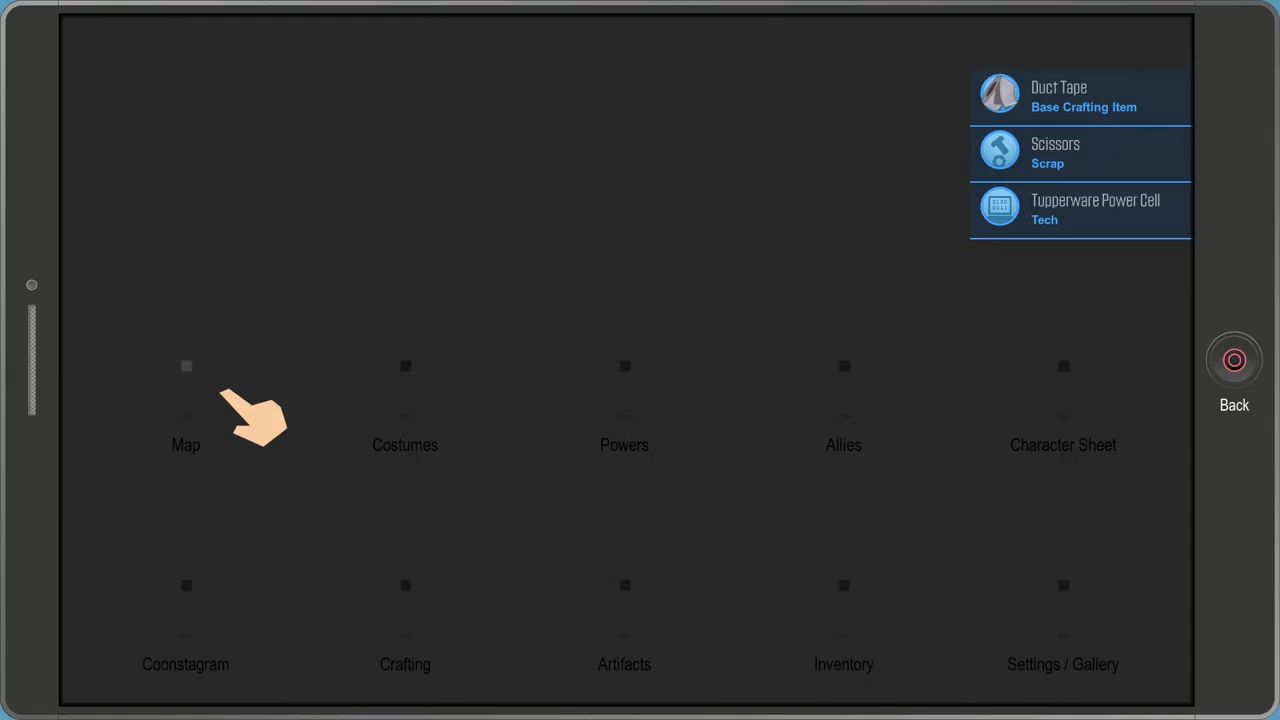 Duct Tape
Base Crafting Item
Scissors
Scrap
Tupperware Power Cell
Tech
Back
Map
Costumes
Powers
Allies
Character Sheet
Coonstagram
Crafting
Artifacts
Inventory
Settings / Gallery